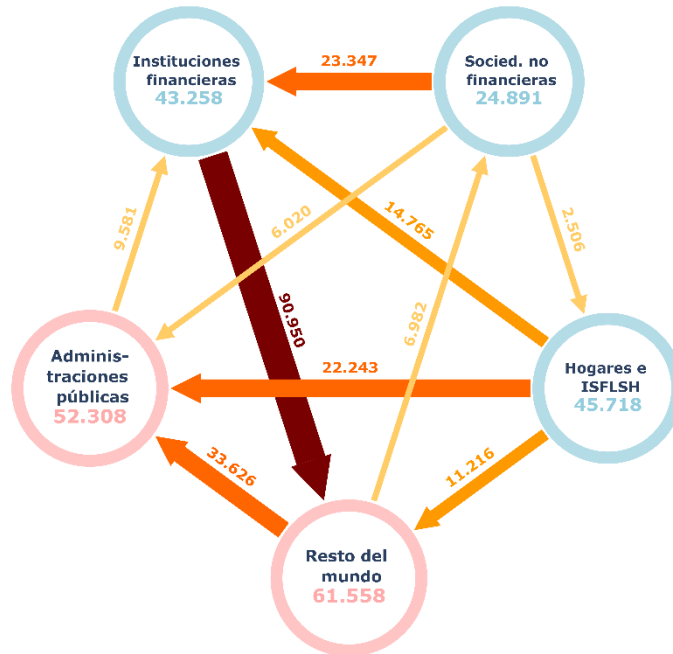 Instituciones
financieras
43.258
23.347
Socied. no
financieras
24.891
9.581
6.020
14.765
2.506
90.950
6.982
Adminis-
traciones
públicas
52.308
22.243
Hogares e
ISFLSH
45.718
33.626
11.216
Resto del
mundo
61.558